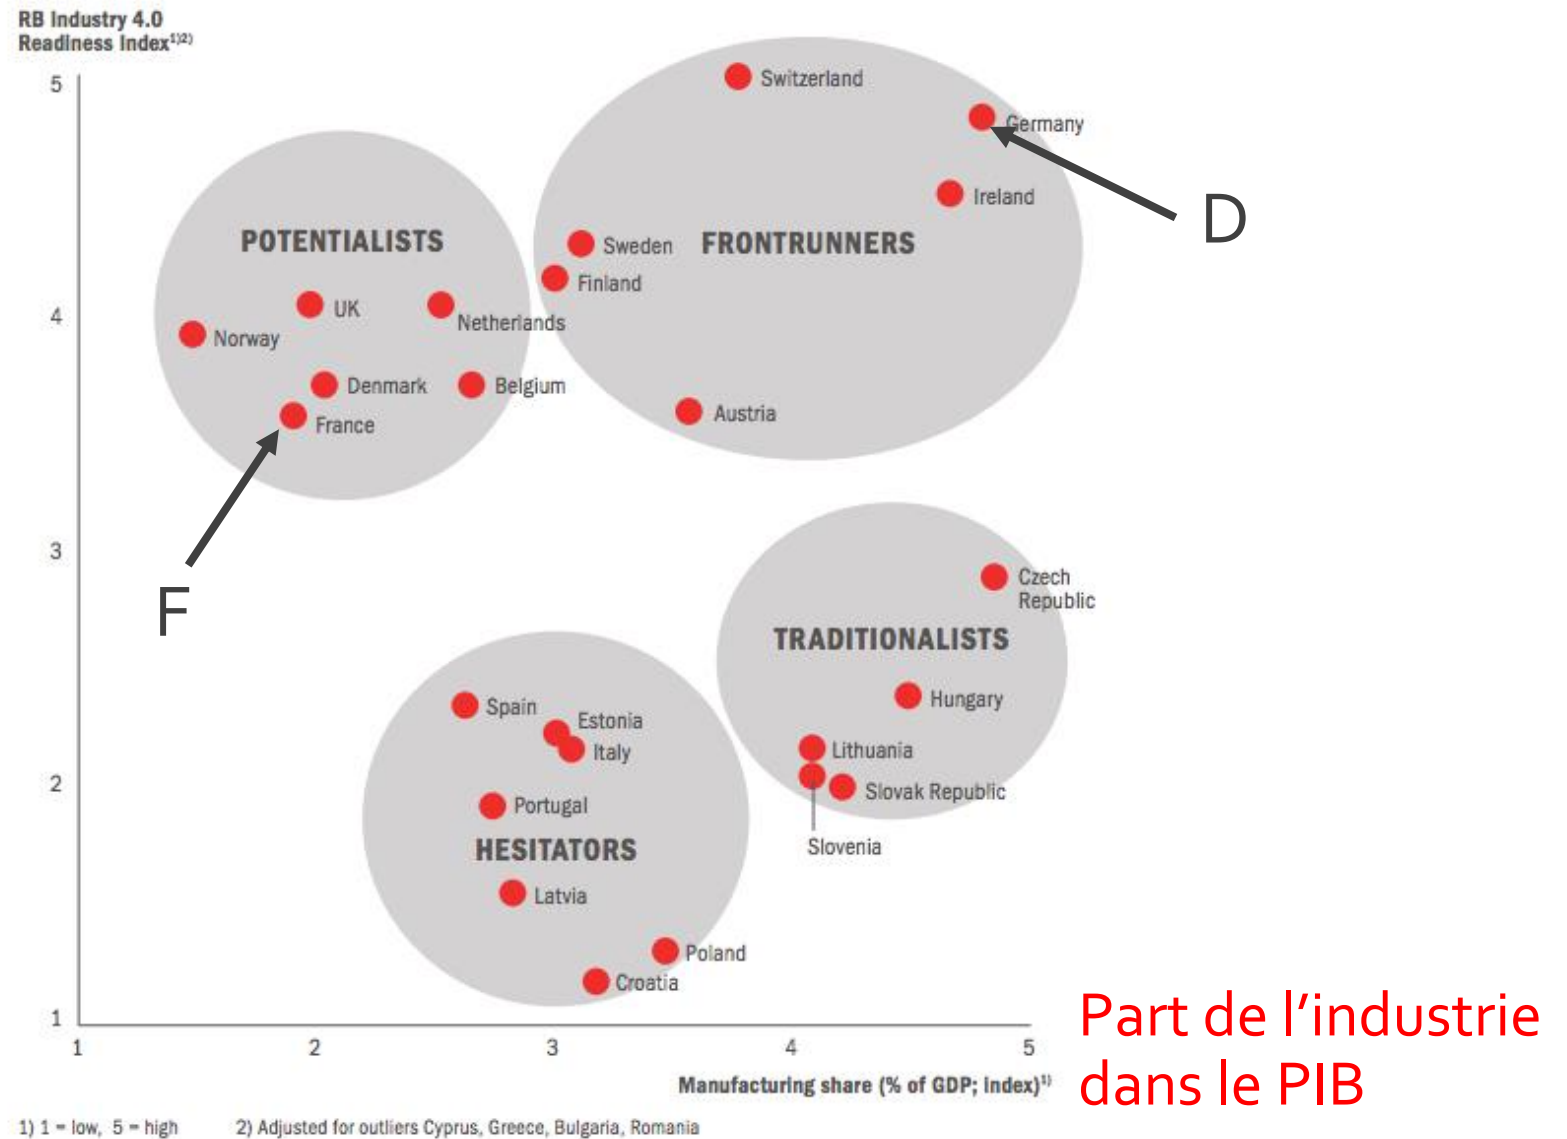 RB Industry 4.0
Readiness Index¹⁾²⁾
5
Switzerland
Germany
Ireland
D
POTENTIALISTS
Sweden
FRONTRUNNERS
Finland
4
UK
Netherlands
Norway
Denmark
Belgium
France
Austria
3
F
Czech
Republic
TRADITIONALISTS
Hungary
Spain
Estonia
Italy
Lithuania
2
Slovak Republic
Portugal
Slovenia
HESITATORS
Latvia
Poland
Croatia
1
1 2 3 4 5
Manufacturing share (% of GDP; index)¹⁾
Part de l'industrie
dans le PIB
1) 1 = low, 5 = high 2) Adjusted for outliers Cyprus, Greece, Bulgaria, Romania